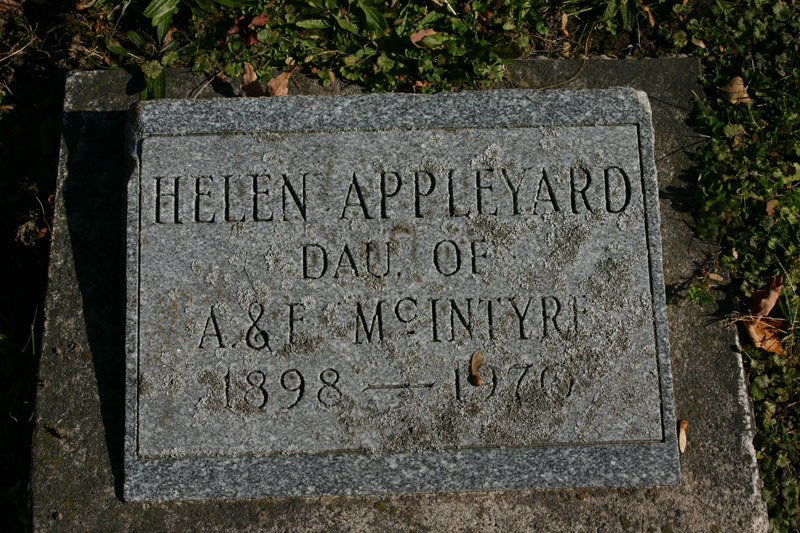 HELEN APPLEYARD
DAU. OF
A. & F. McINTYRE
1898 — 1970